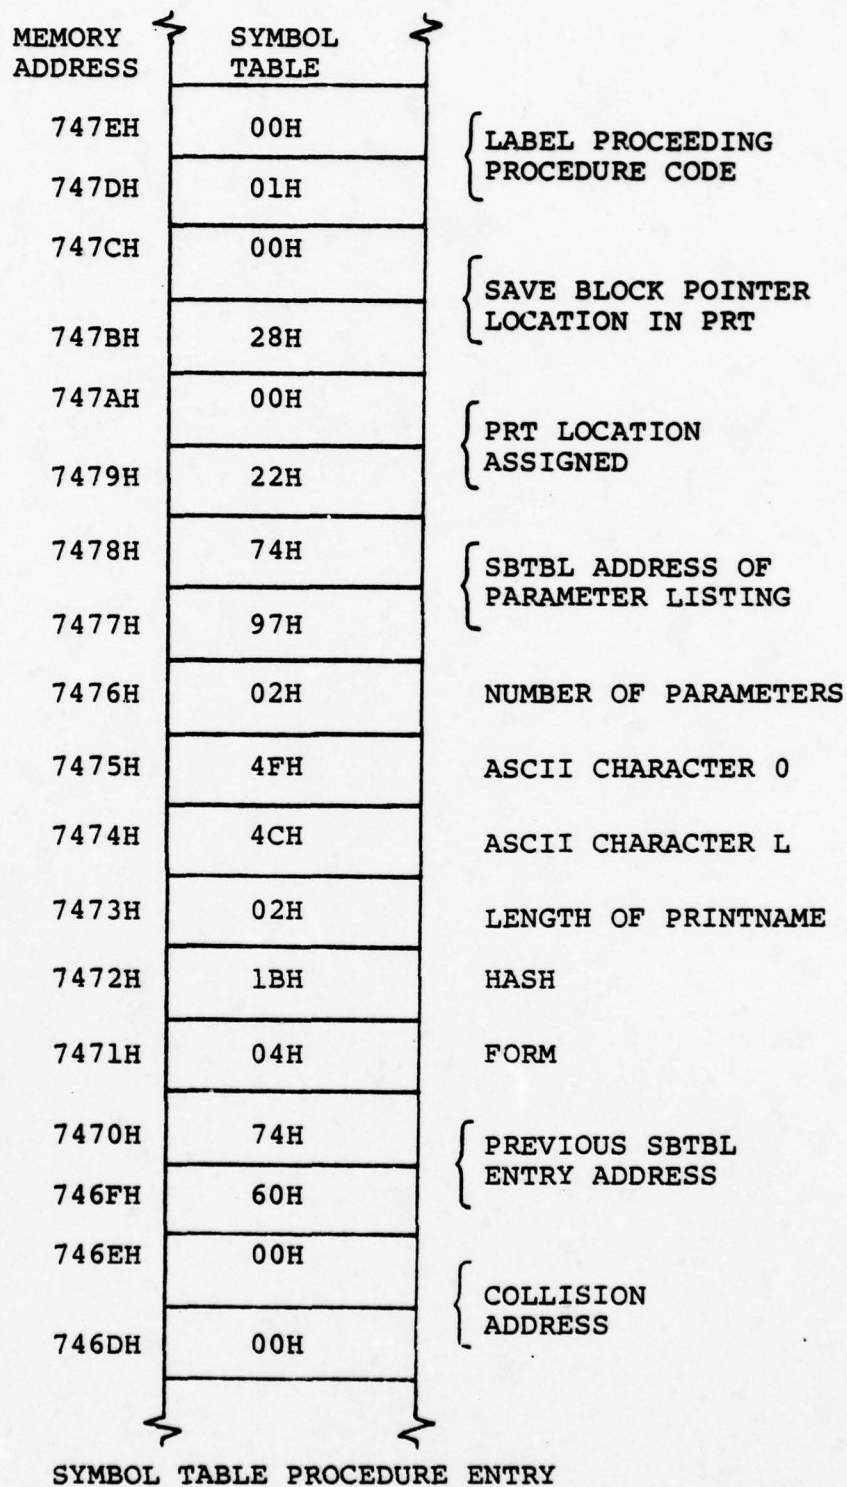 MEMORY SYMBOL
ADDRESS TABLE
747EH 00H
LABEL PROCEEDING
PROCEDURE CODE
747DH 01H
747CH 00H
SAVE BLOCK POINTER
LOCATION IN PRT
747BH 28H
747AH 00H
PRT LOCATION
ASSIGNED
7479H 22H
7478H 74H
SBTBL ADDRESS OF
PARAMETER LISTING
7477H 97H
7476H 02H NUMBER OF PARAMETERS
7475H 4FH ASCII CHARACTER O
7474H 4CH ASCII CHARACTER L
7473H 02H LENGTH OF PRINTNAME
7472H 1BH HASH
7471H 04H FORM
7470H 74H
PREVIOUS SBTBL
ENTRY ADDRESS
746FH 60H
746EH 00H
COLLISION
ADDRESS
746DH 00H
SYMBOL TABLE PROCEDURE ENTRY